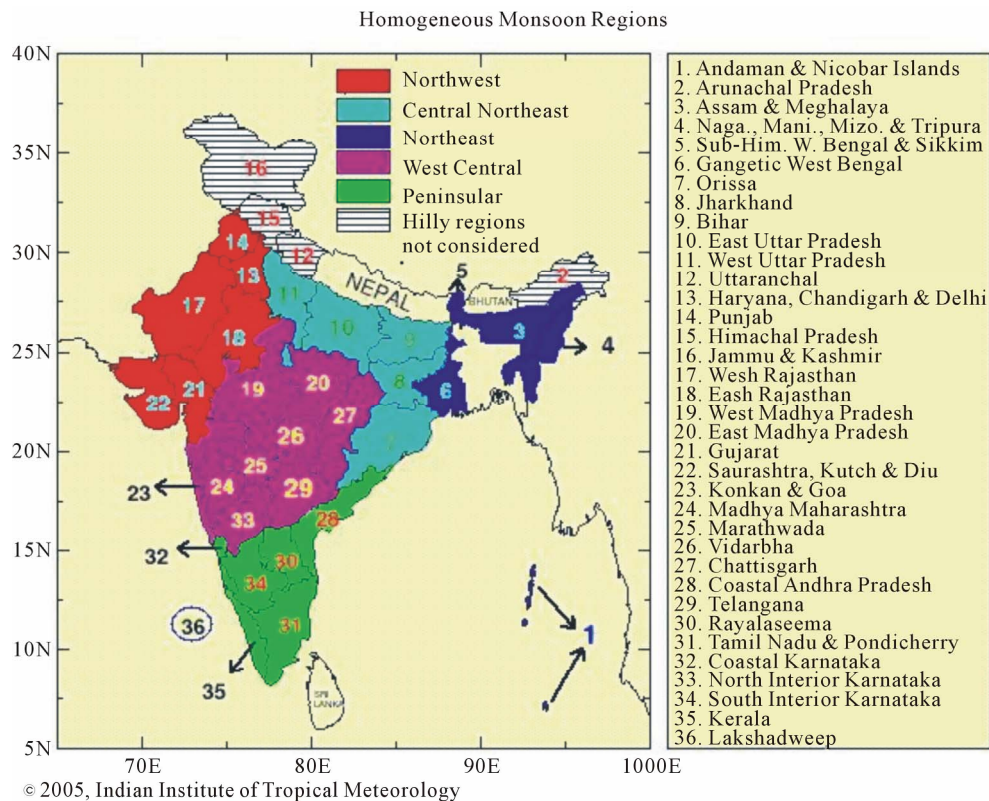 Homogeneous Monsoon Regions
40N
35N
30N
25N
20N
15N
10N
5N
70E
80E
90E
1000E
Northwest
Central Northeast
Northeast
West Central
Peninsular
Hilly regions
not considered
16
15
14
12
13
11
NEPAL
5
BHUTAN
2
17
18
10
9
3
4
19
20
8
6
21
22
27
26
7
25
24
29
23
33
28
32
30
34
36
31
35
1
SRI
LANKA
1. Andaman & Nicobar Islands
2. Arunachal Pradesh
3. Assam & Meghalaya
4. Naga., Mani., Mizo. & Tripura
5. Sub-Him. W. Bengal & Sikkim
6. Gangetic West Bengal
7. Orissa
8. Jharkhand
9. Bihar
10. East Uttar Pradesh
11. West Uttar Pradesh
12. Uttaranchal
13. Haryana, Chandigarh & Delhi
14. Punjab
15. Himachal Pradesh
16. Jammu & Kashmir
17. Wesh Rajasthan
18. Eash Rajasthan
19. West Madhya Pradesh
20. East Madhya Pradesh
21. Gujarat
22. Saurashtra, Kutch & Diu
23. Konkan & Goa
24. Madhya Maharashtra
25. Marathwada
26. Vidarbha
27. Chattisgarh
28. Coastal Andhra Pradesh
29. Telangana
30. Rayalaseema
31. Tamil Nadu & Pondicherry
32. Coastal Karnataka
33. North Interior Karnataka
34. South Interior Karnataka
35. Kerala
36. Lakshadweep
© 2005, Indian Institute of Tropical Meteorology